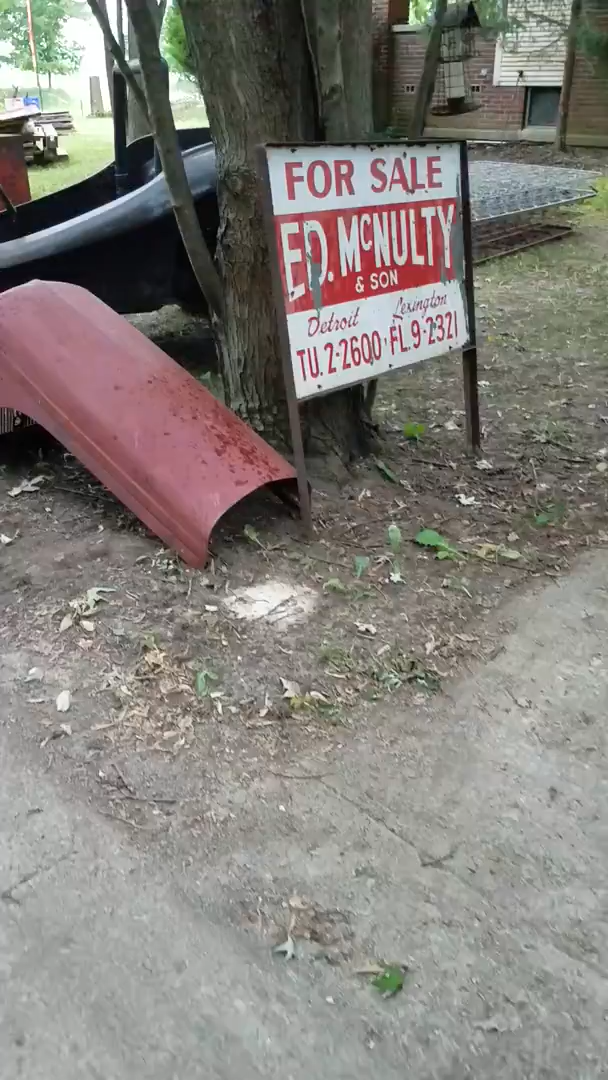 FOR SALE
ED. McNULTY
& SON
Detroit Lexington
TU. 2-2600 FL. 9-2321